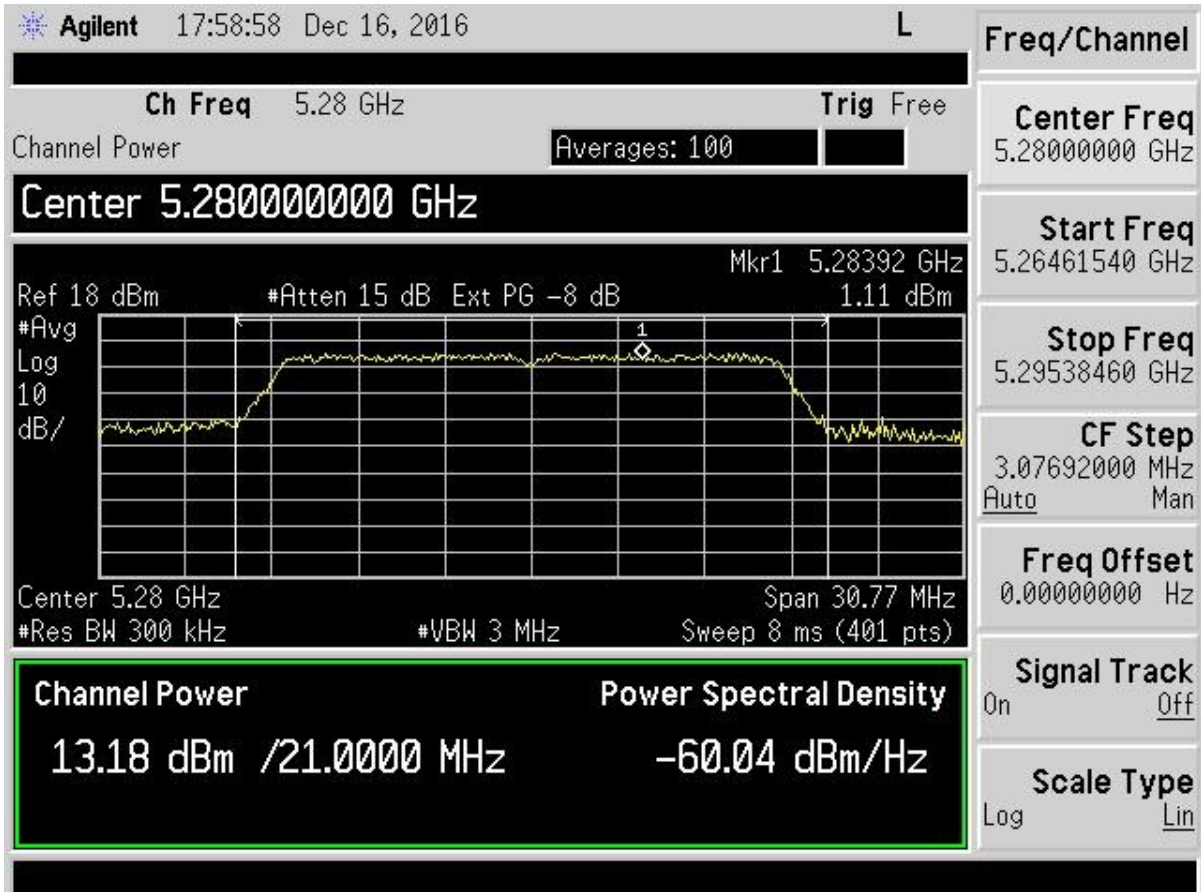 Agilent 17:58:58 Dec 16, 2016 L
Freq/Channel
Ch Freq 5.28 GHz Trig Free
Channel Power Averages: 100
Center 5.280000000 GHz
Mkr1 5.28392 GHz
Ref 18 dBm #Atten 15 dB Ext PG -8 dB 1.11 dBm
#Avg
Log
10
dB/
1
Center 5.28 GHz Span 30.77 MHz
#Res BW 300 kHz #VBW 3 MHz Sweep 8 ms (401 pts)
Channel Power Power Spectral Density
13.18 dBm /21.0000 MHz -60.04 dBm/Hz
Center Freq
5.28000000 GHz
Start Freq
5.26461540 GHz
Stop Freq
5.29538460 GHz
CF Step
3.07692000 MHz
Auto Man
Freq Offset
0.00000000 Hz
Signal Track
On Off
Scale Type
Log Lin